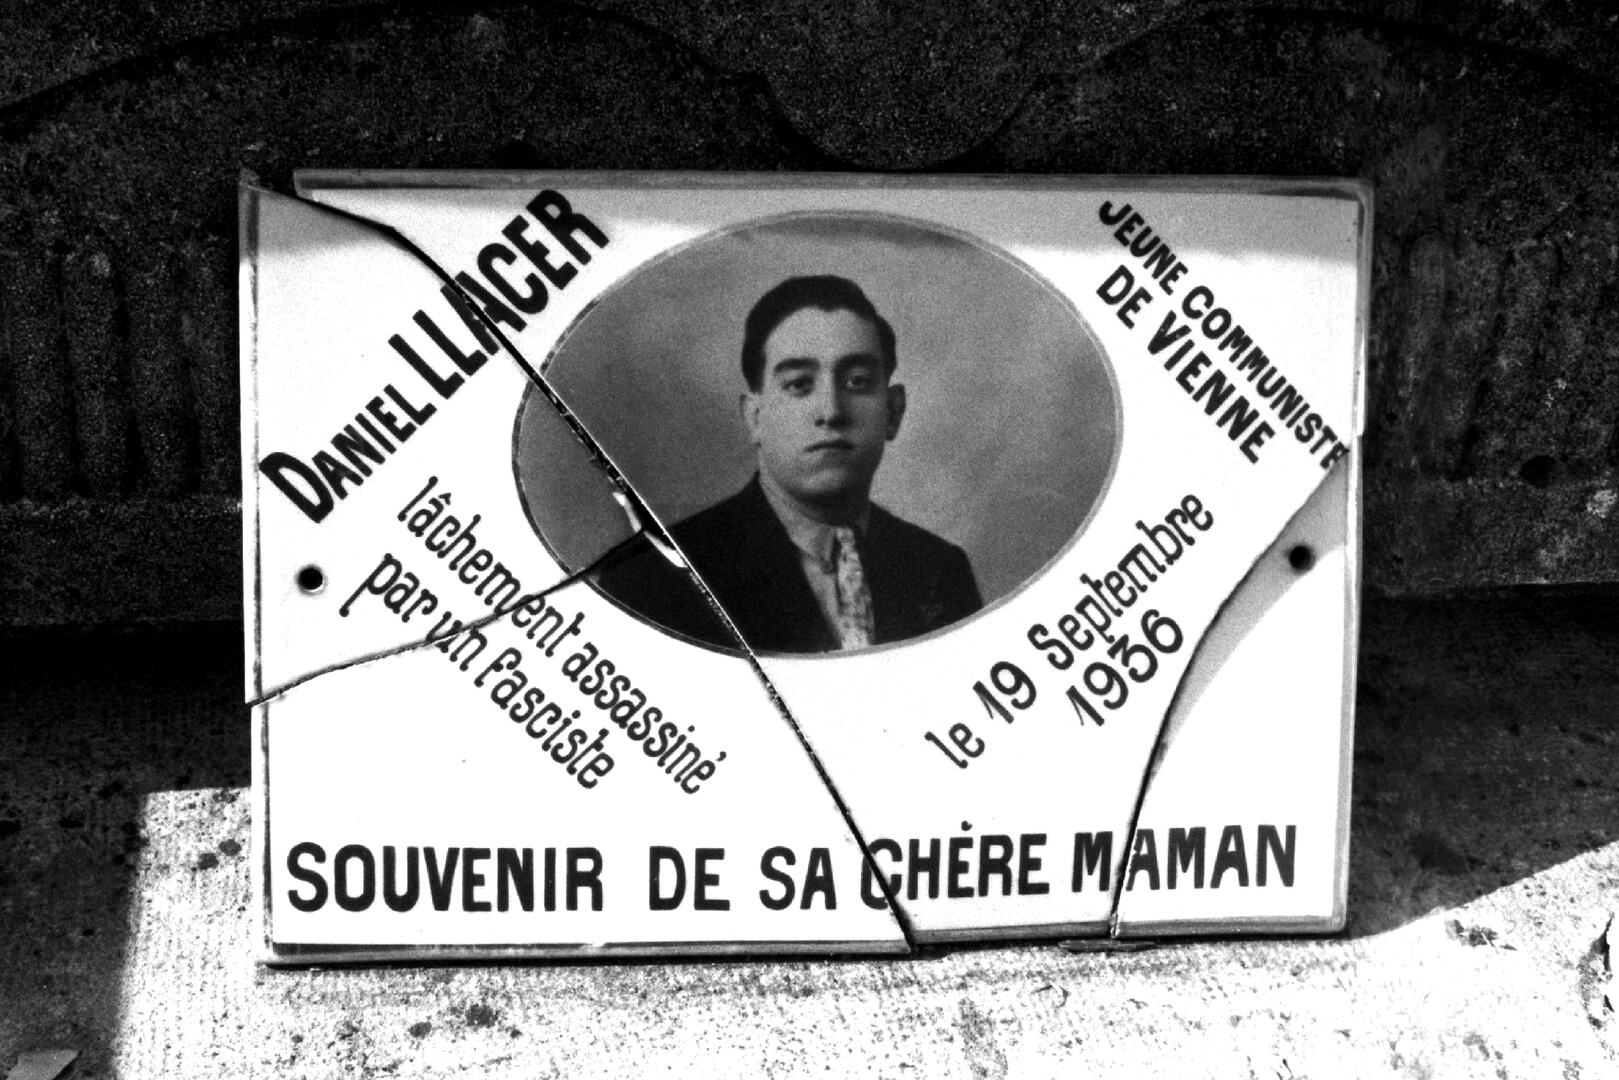 DANIEL LLACER
lâchement assassiné
par un fasciste
JEUNE COMMUNISTE
DE VIENNE
le 19 Septembre
1936
SOUVENIR DE SA CHÈRE MAMAN